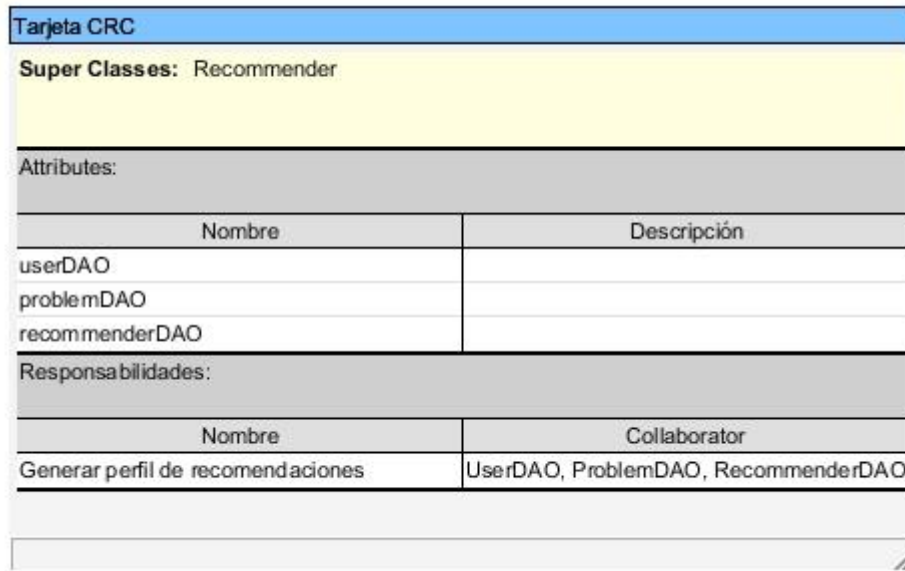 Tarjeta CRC
Super Classes: Recommender
Attributes:
Nombre Descripción
userDAO
problemDAO
recommenderDAO
Responsabilidades:
Nombre Collaborator
Generar perfil de recomendaciones UserDAO, ProblemDAO, RecommenderDAO